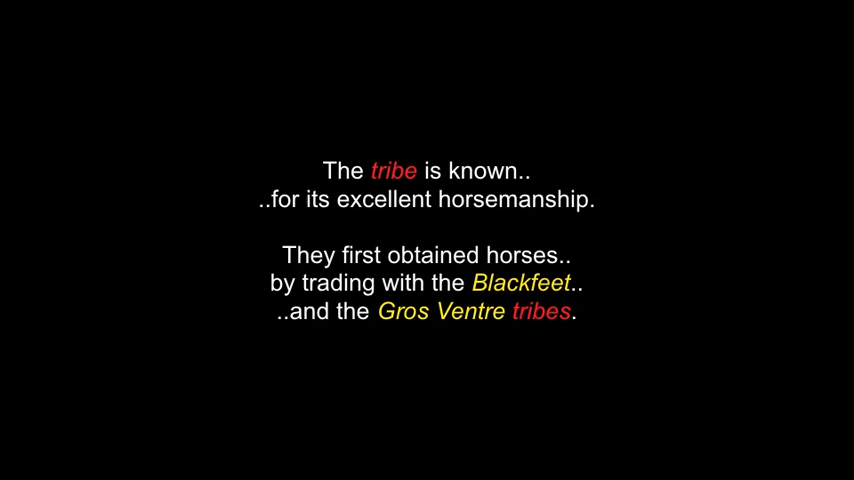 The tribe is known..
..for its excellent horsemanship.
They first obtained horses..
by trading with the Blackfeet..
..and the Gros Ventre tribes.